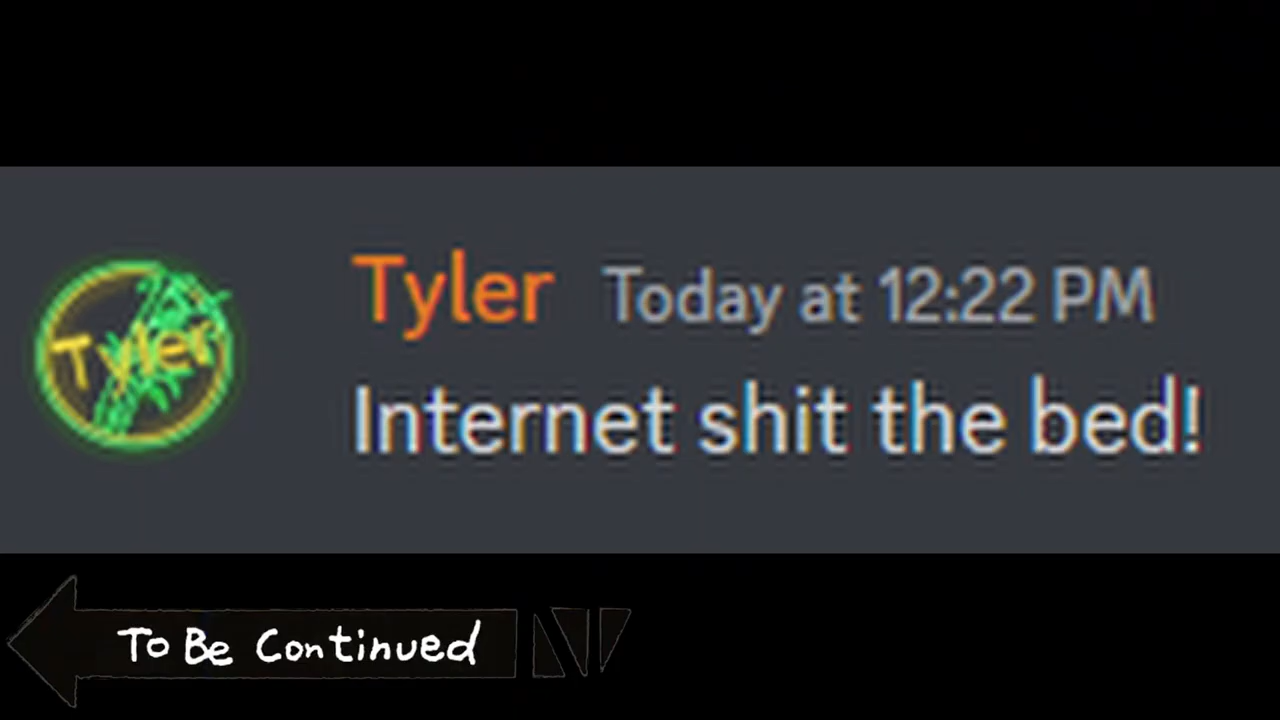 Tyler
Tyler Today at 12:22 PM
Internet shit the bed!
To Be Continued